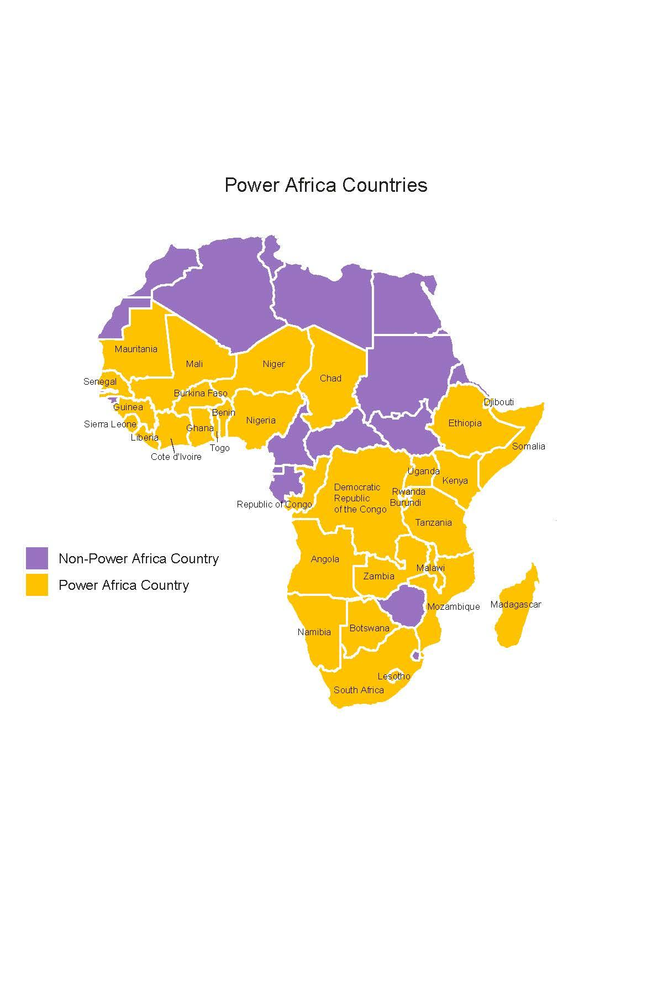 Power Africa Countries
Mauritania
Mali
Niger
Chad
Senegal
Burkina Faso
Djibouti
Guinea
Benin
Nigeria
Ethiopia
Sierra Leone
Ghana
Liberia
Togo
Somalia
Cote d'Ivoire
Uganda
Kenya
Democratic
Republic
of the Congo
Rwanda
Burundi
Republic of Congo
Tanzania
Non-Power Africa Country
Angola
Malawi
Zambia
Power Africa Country
Mozambique
Madagascar
Namibia
Botswana
Lesotho
South Africa